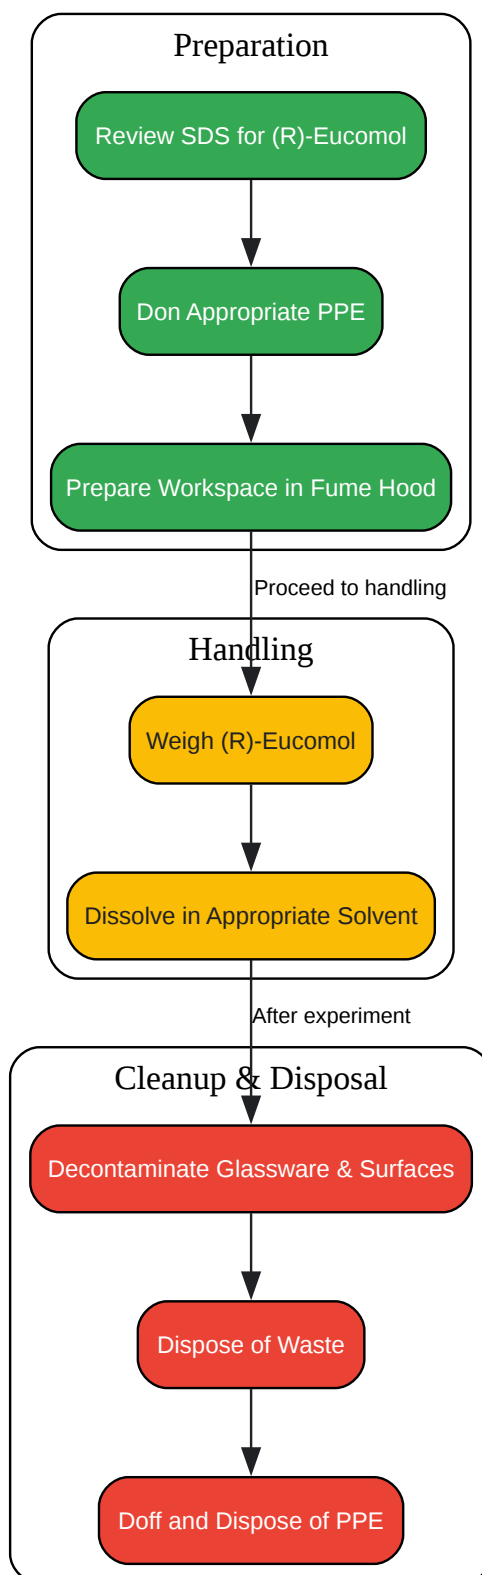 Preparation
Review SDS for (R)-Eucomol
Don Appropriate PPE
Prepare Workspace in Fume Hood
Proceed to handling
Handling
Weigh (R)-Eucomol
Dissolve in Appropriate Solvent
After experiment
Cleanup & Disposal
Decontaminate Glassware & Surfaces
Dispose of Waste
Doff and Dispose of PPE